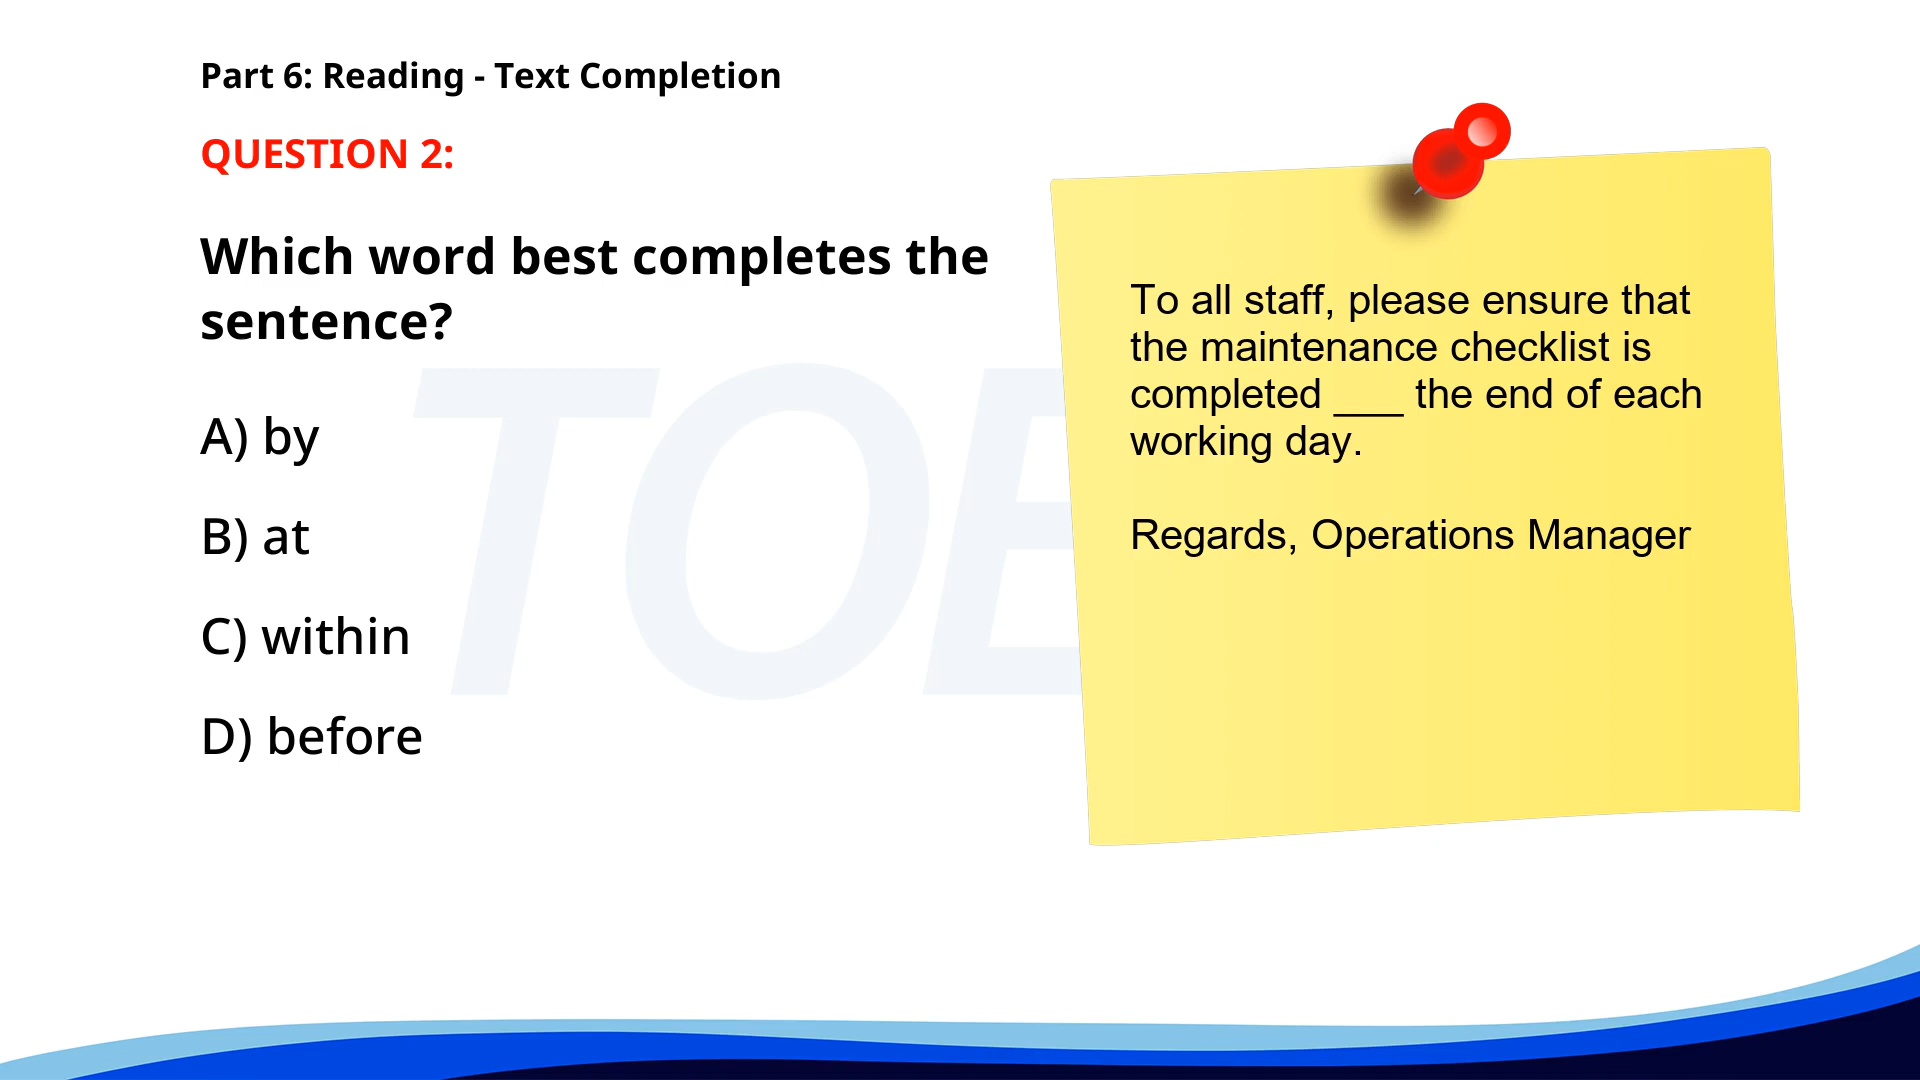 Part 6: Reading - Text Completion
QUESTION 2:
Which word best completes the
sentence?
A) by
B) at
C) within
D) before
To all staff, please ensure that
the maintenance checklist is
completed ___ the end of each
working day.
Regards, Operations Manager
TOE